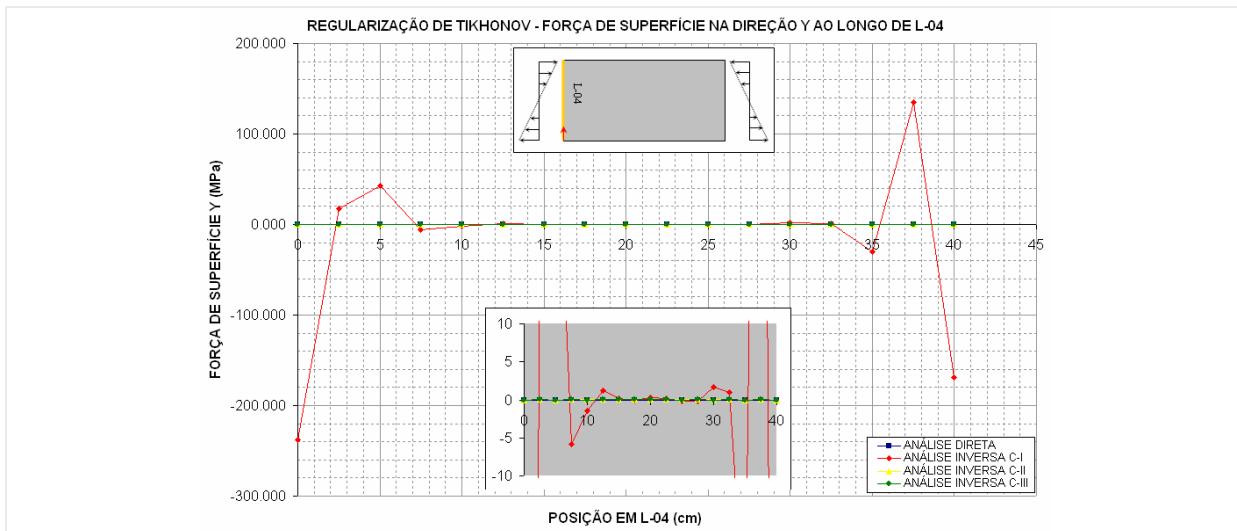 REGULARIZAÇÃO DE TIKHONOV - FORÇA DE SUPERFÍCIE NA DIREÇÃO Y AO LONGO DE L-04
FORÇA DE SUPERFÍCIE Y (MPa)
200.000
100.000
0.000
-100.000
-200.000
-300.000
0 5 10 15 20 25 30 35 40 45
L-04
10
5
0
-5
-10
0 10 20 30 40
ANÁLISE DIRETA
ANÁLISE INVERSA C-I
ANÁLISE INVERSA C-II
ANÁLISE INVERSA C-III
POSIÇÃO EM L-04 (cm)